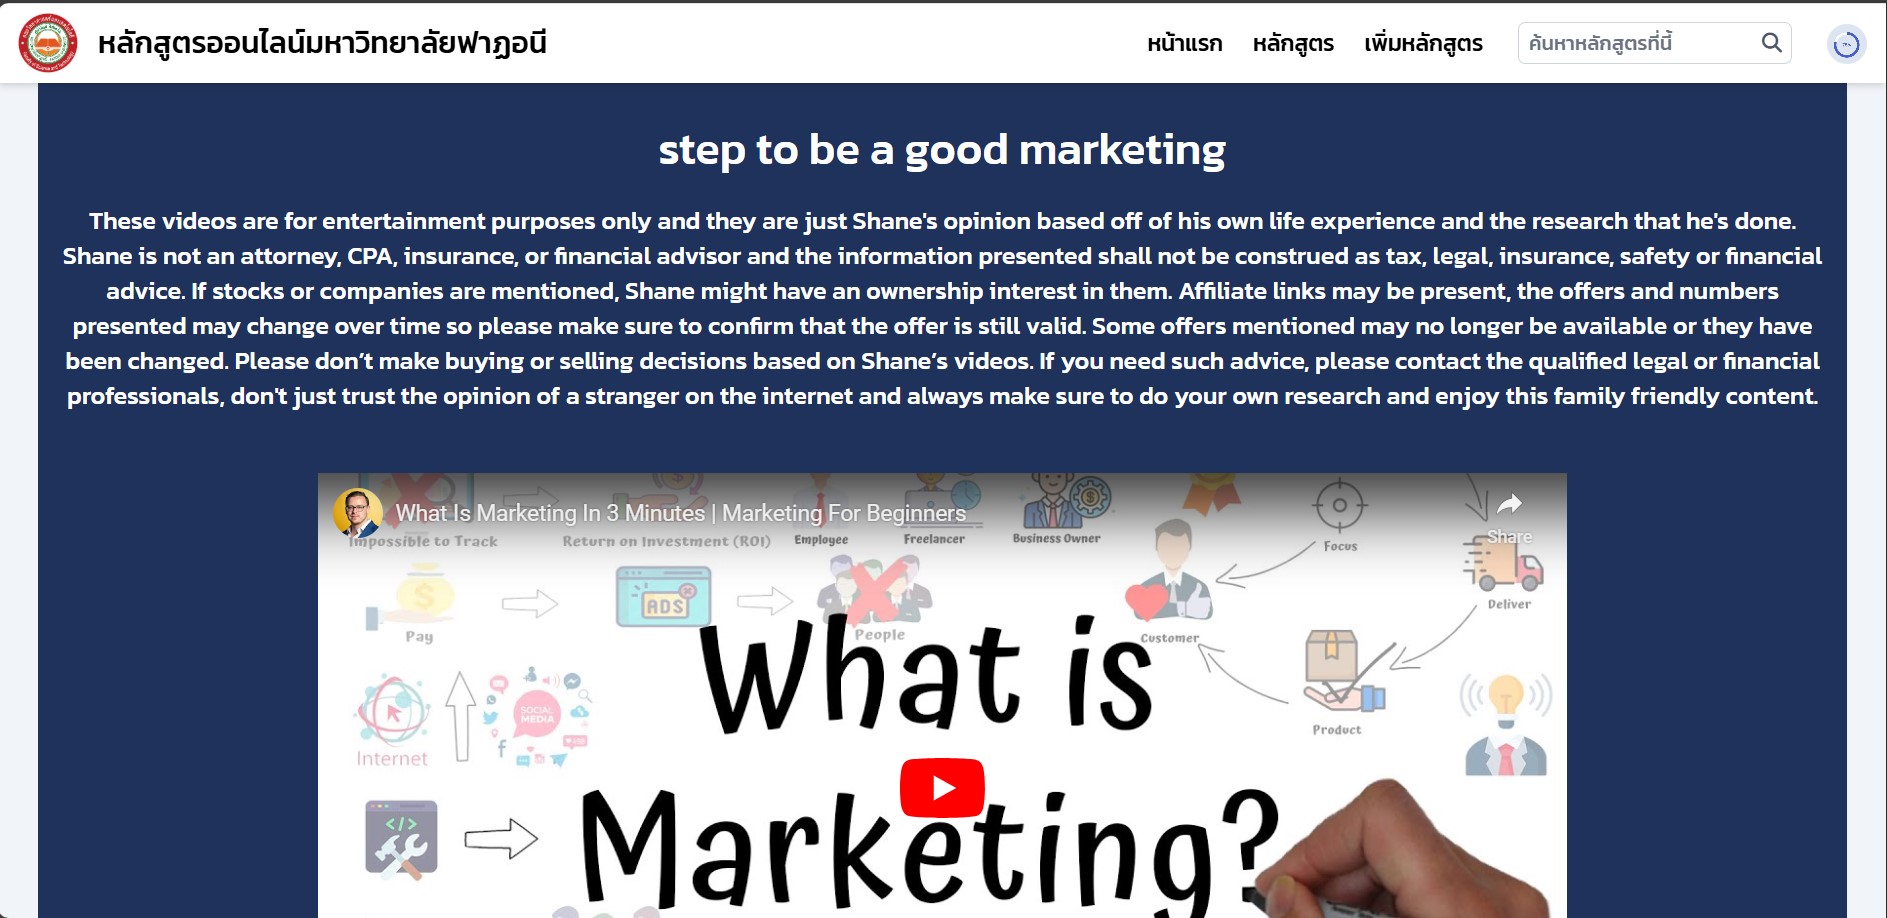 หลักสูตรออนไลน์มหาวิทยาลัยฟาฏอนี
หน้าแรก หลักสูตร เพิ่มหลักสูตร ค้นหาหลักสูตรที่นี้
step to be a good marketing
These videos are for entertainment purposes only and they are just Shane's opinion based off of his own life experience and the research that he's done.
Shane is not an attorney, CPA, insurance, or financial advisor and the information presented shall not be construed as tax, legal, insurance, safety or financial
advice. If stocks or companies are mentioned, Shane might have an ownership interest in them. Affiliate links may be present, the offers and numbers
presented may change over time so please make sure to confirm that the offer is still valid. Some offers mentioned may no longer be available or they have
been changed. Please don’t make buying or selling decisions based on Shane’s videos. If you need such advice, please contact the qualified legal or financial
professionals, don't just trust the opinion of a stranger on the internet and always make sure to do your own research and enjoy this family friendly content.
What Is Marketing In 3 Minutes | Marketing For Beginners
Share
Impossible to Track Return on Investment (ROI) Employee Freelancer Business Owner Focus
ADS
Pay People Customer Deliver
What is
SOCIAL
MEDIA
Internet Product
Marketing?